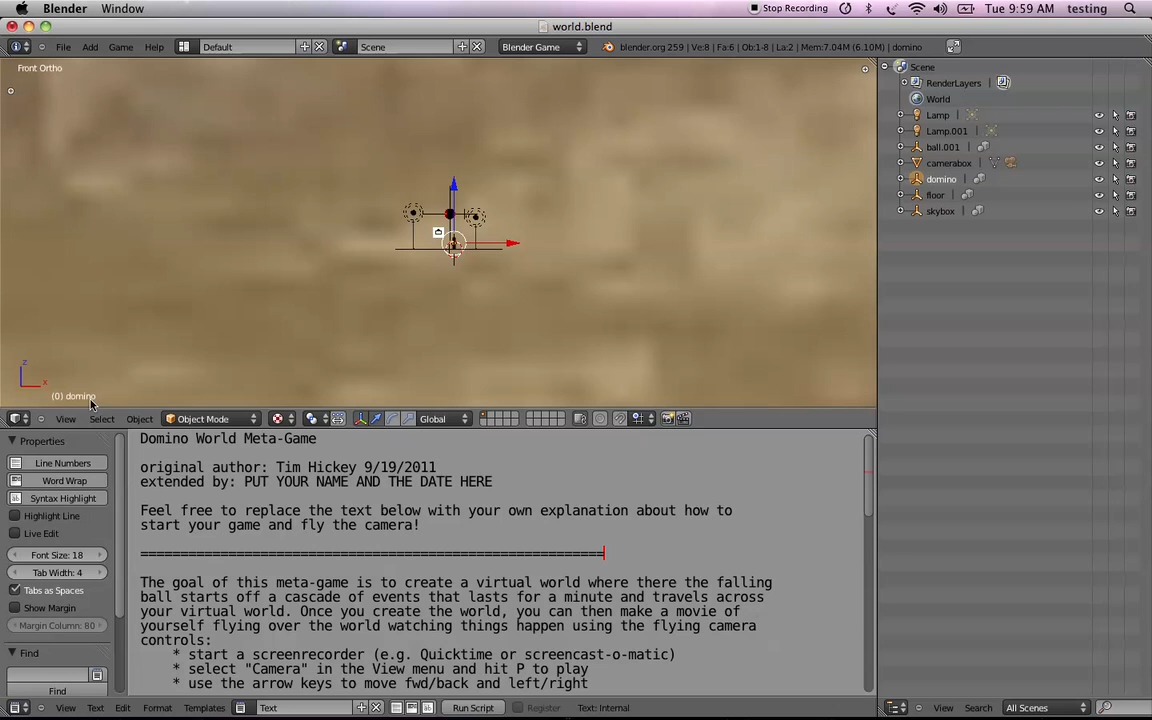 Blender Window Stop Recording Tue 9:59 AM testing
world.blend
File Add Game Help Default Scene Blender Game blender.org 259 | Ve:8 | Fa:6 | Ob:1-8 | La:2 | Mem:7.04M (6.10M) | domino
Front Ortho
Scene
RenderLayers
World
Lamp
Lamp.001
ball.001
camerabox
domino
floor
skybox
z
x
(0) domino
View Select Object Object Mode Global
Properties
Line Numbers
Word Wrap
Syntax Highlight
Highlight Line
Live Edit
Font Size: 18
Tab Width: 4
Tabs as Spaces
Show Margin
Margin Column: 80
Find
Find
Domino World Meta-Game
original author: Tim Hickey 9/19/2011
extended by: PUT YOUR NAME AND THE DATE HERE
Feel free to replace the text below with your own explanation about how to
start your game and fly the camera!
==========================================================
The goal of this meta-game is to create a virtual world where there the falling
ball starts off a cascade of events that lasts for a minute and travels across
your virtual world. Once you create the world, you can then make a movie of
yourself flying over the world watching things happen using the flying camera
controls:
* start a screenrecorder (e.g. Quicktime or screencast-o-matic)
* select "Camera" in the View menu and hit P to play
* use the arrow keys to move fwd/back and left/right
View Text Edit Format Templates Text Run Script Register Text: Internal
View Search All Scenes